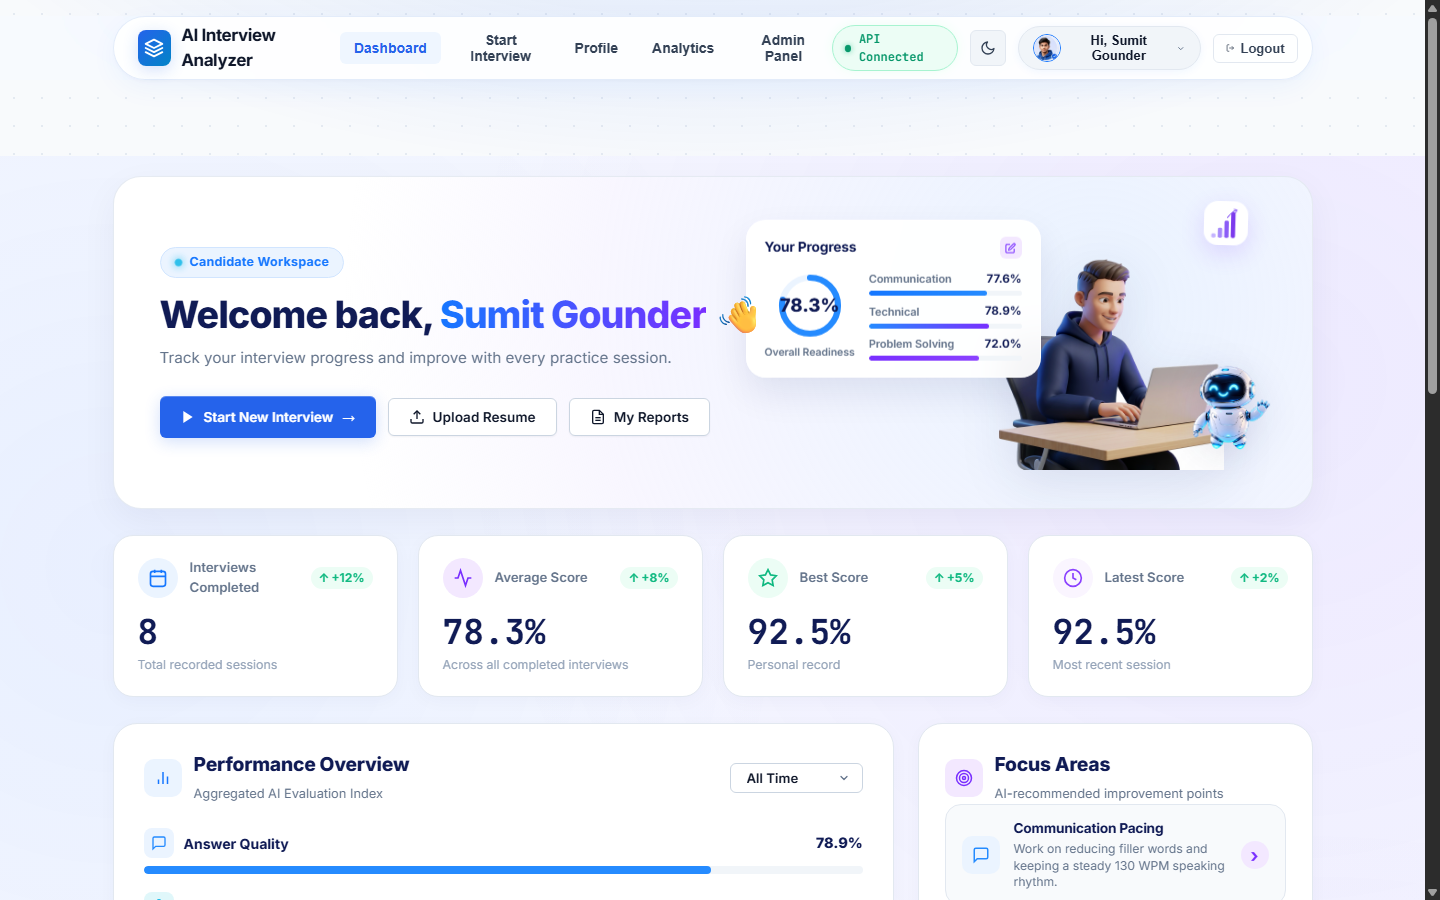 AI Interview
Analyzer
Dashboard
Start
Interview
Profile
Analytics
Admin
Panel
API
Connected
Hi, Sumit
Gounder
Logout
Candidate Workspace
Welcome back, Sumit Gounder 👋
Track your interview progress and improve with every practice session.
Start New Interview →
Upload Resume
My Reports
Your Progress
78.3%
Overall Readiness
Communication 77.6%
Technical 78.9%
Problem Solving 72.0%
Interviews
Completed
↑ +12%
8
Total recorded sessions
Average Score
↑ +8%
78.3%
Across all completed interviews
Best Score
↑ +5%
92.5%
Personal record
Latest Score
↑ +2%
92.5%
Most recent session
Performance Overview
Aggregated AI Evaluation Index
All Time
Answer Quality 78.9%
Focus Areas
AI-recommended improvement points
Communication Pacing
Work on reducing filler words and
keeping a steady 130 WPM speaking
rhythm.